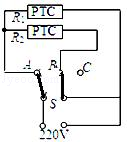 R₁ PTC
R₂ PTC
A B C
S
220V